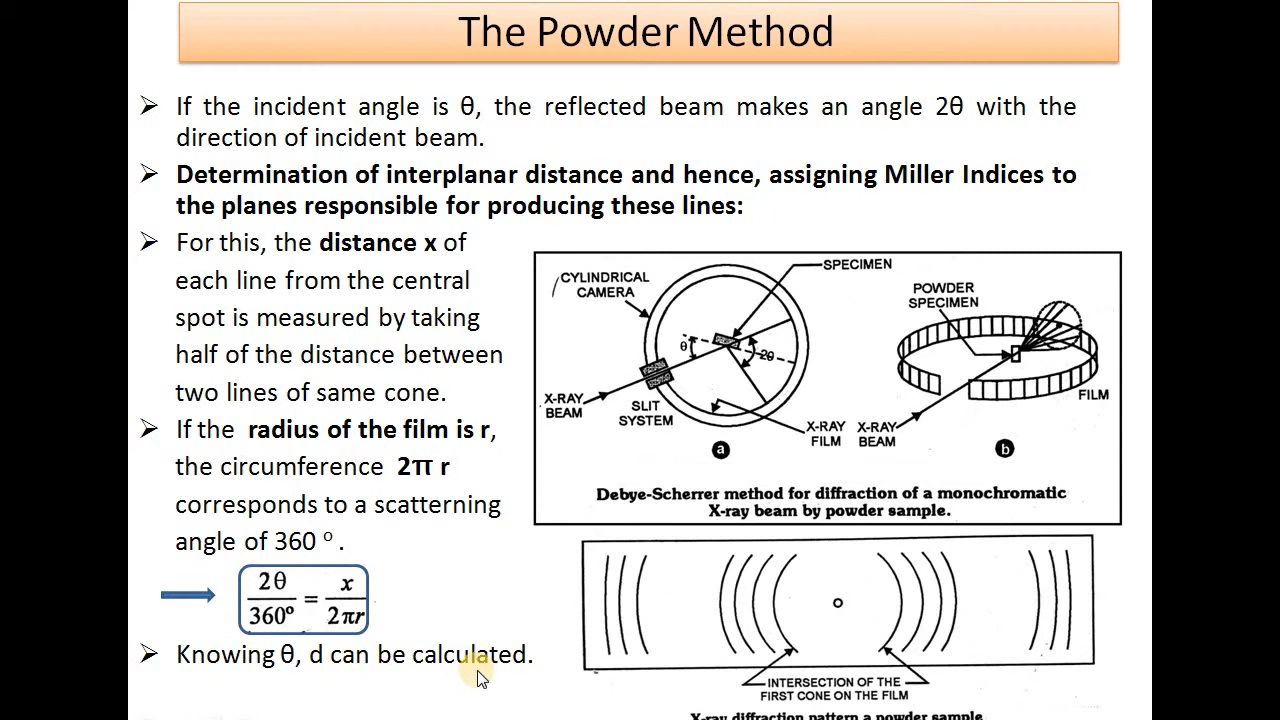 The Powder Method
➢ If the incident angle is θ, the reflected beam makes an angle 2θ with the
direction of incident beam.
➢ Determination of interplanar distance and hence, assigning Miller Indices to
the planes responsible for producing these lines:
➢ For this, the distance x of
each line from the central
spot is measured by taking
half of the distance between
two lines of same cone.
➢ If the radius of the film is r,
the circumference 2π r
corresponds to a scatterning
angle of 360 º .
2θ/360º = x/2πr
➢ Knowing θ, d can be calculated.
CYLINDRICAL
CAMERA
SPECIMEN
θ
2θ
X-RAY
BEAM
SLIT
SYSTEM
X-RAY
FILM
a
POWDER
SPECIMEN
X-RAY
BEAM
FILM
b
Debye-Scherrer method for diffraction of a monochromatic
X-ray beam by powder sample.
INTERSECTION OF THE
FIRST CONE ON THE FILM
X-ray diffraction pattern a powder sample